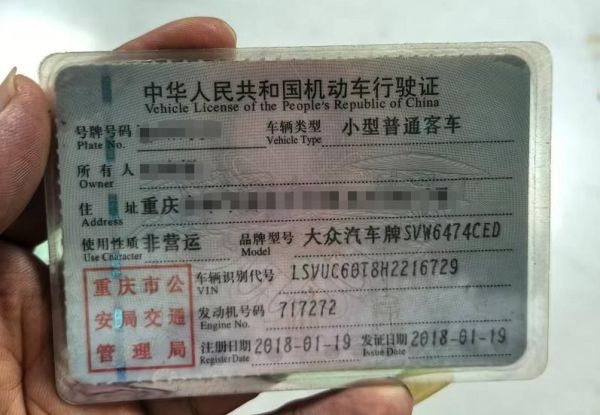 中华人民共和国机动车行驶证
Vehicle License of the People's Republic of China
号牌号码 车辆类型 小型普通客车
Plate No. Vehicle Type
所有人
Owner
住址 重庆
Address
使用性质 非营运 品牌型号 大众汽车牌SVW6474CED
Use Character Model
重庆市公安局交通管理局
车辆识别代号 LSVUC60T8H2216729
VIN
发动机号码 717272
Engine No.
注册日期 2018-01-19 发证日期 2018-01-19
Register Date Issue Date